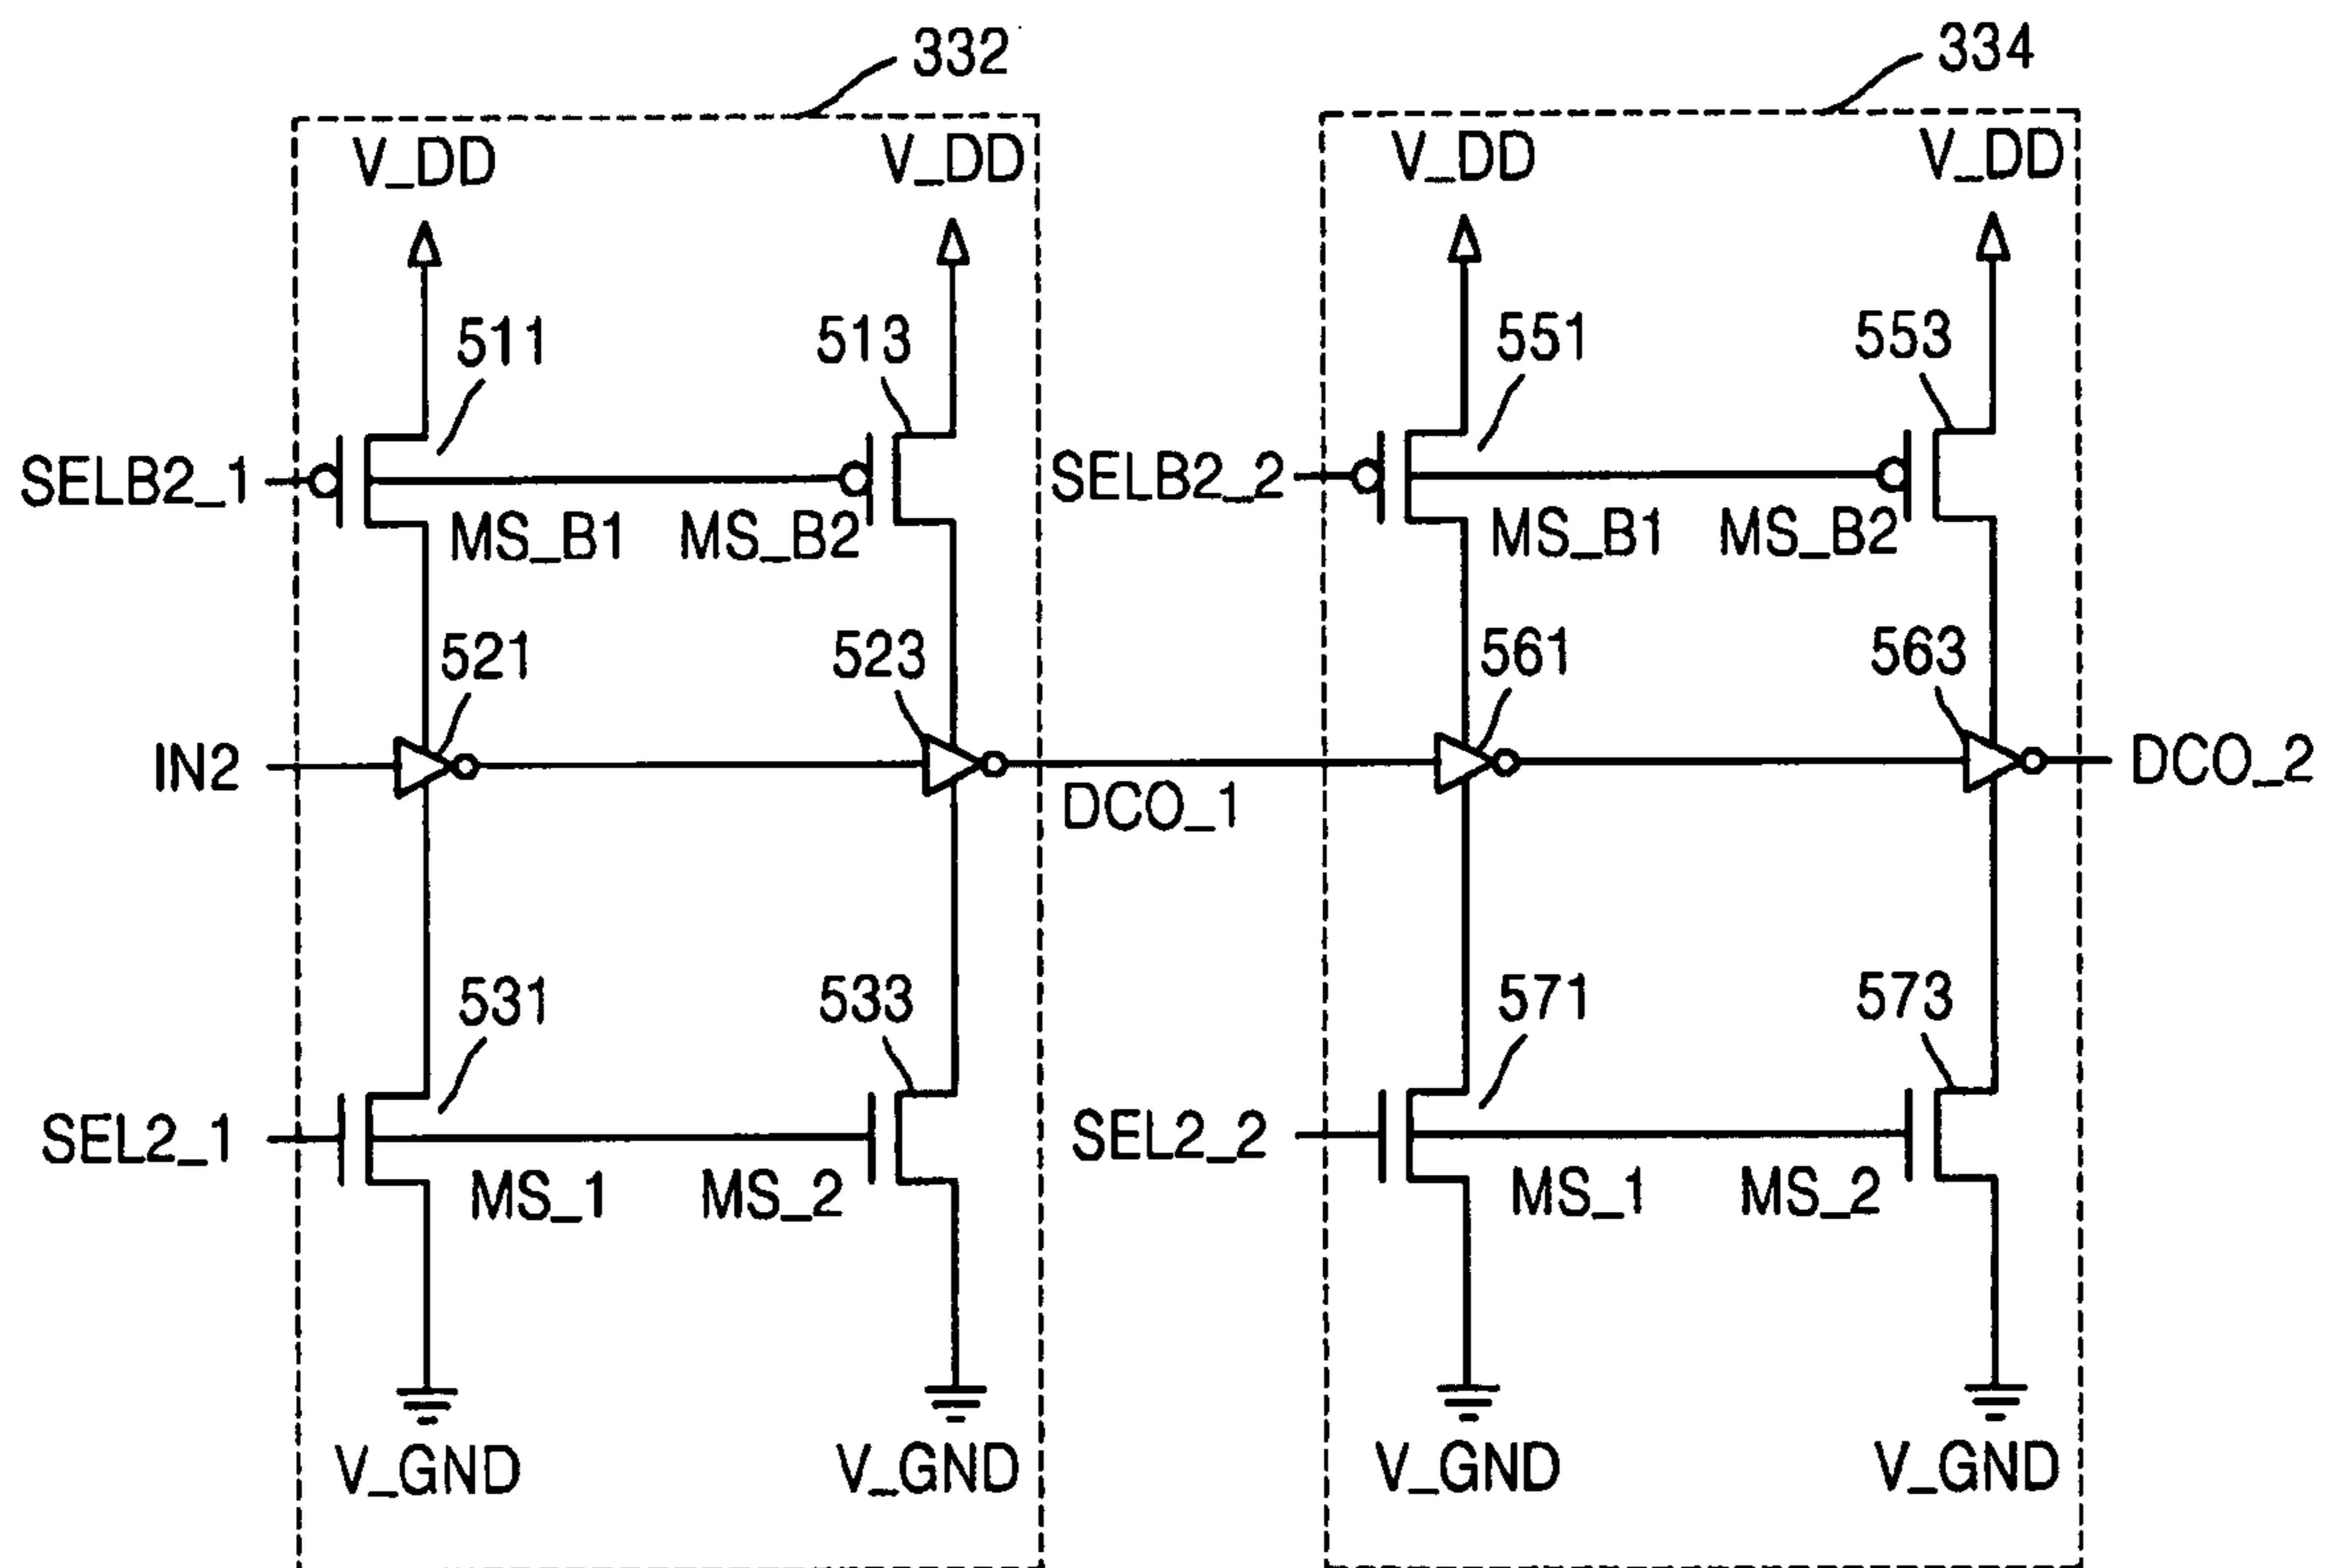 332
334
V_DD
V_DD
V_DD
V_DD
511
513
551
553
SELB2_1
SELB2_2
MS_B1
MS_B2
MS_B1
MS_B2
521
523
561
563
IN2
DCO_1
DCO_2
531
533
571
573
SEL2_1
SEL2_2
MS_1
MS_2
MS_1
MS_2
V_GND
V_GND
V_GND
V_GND